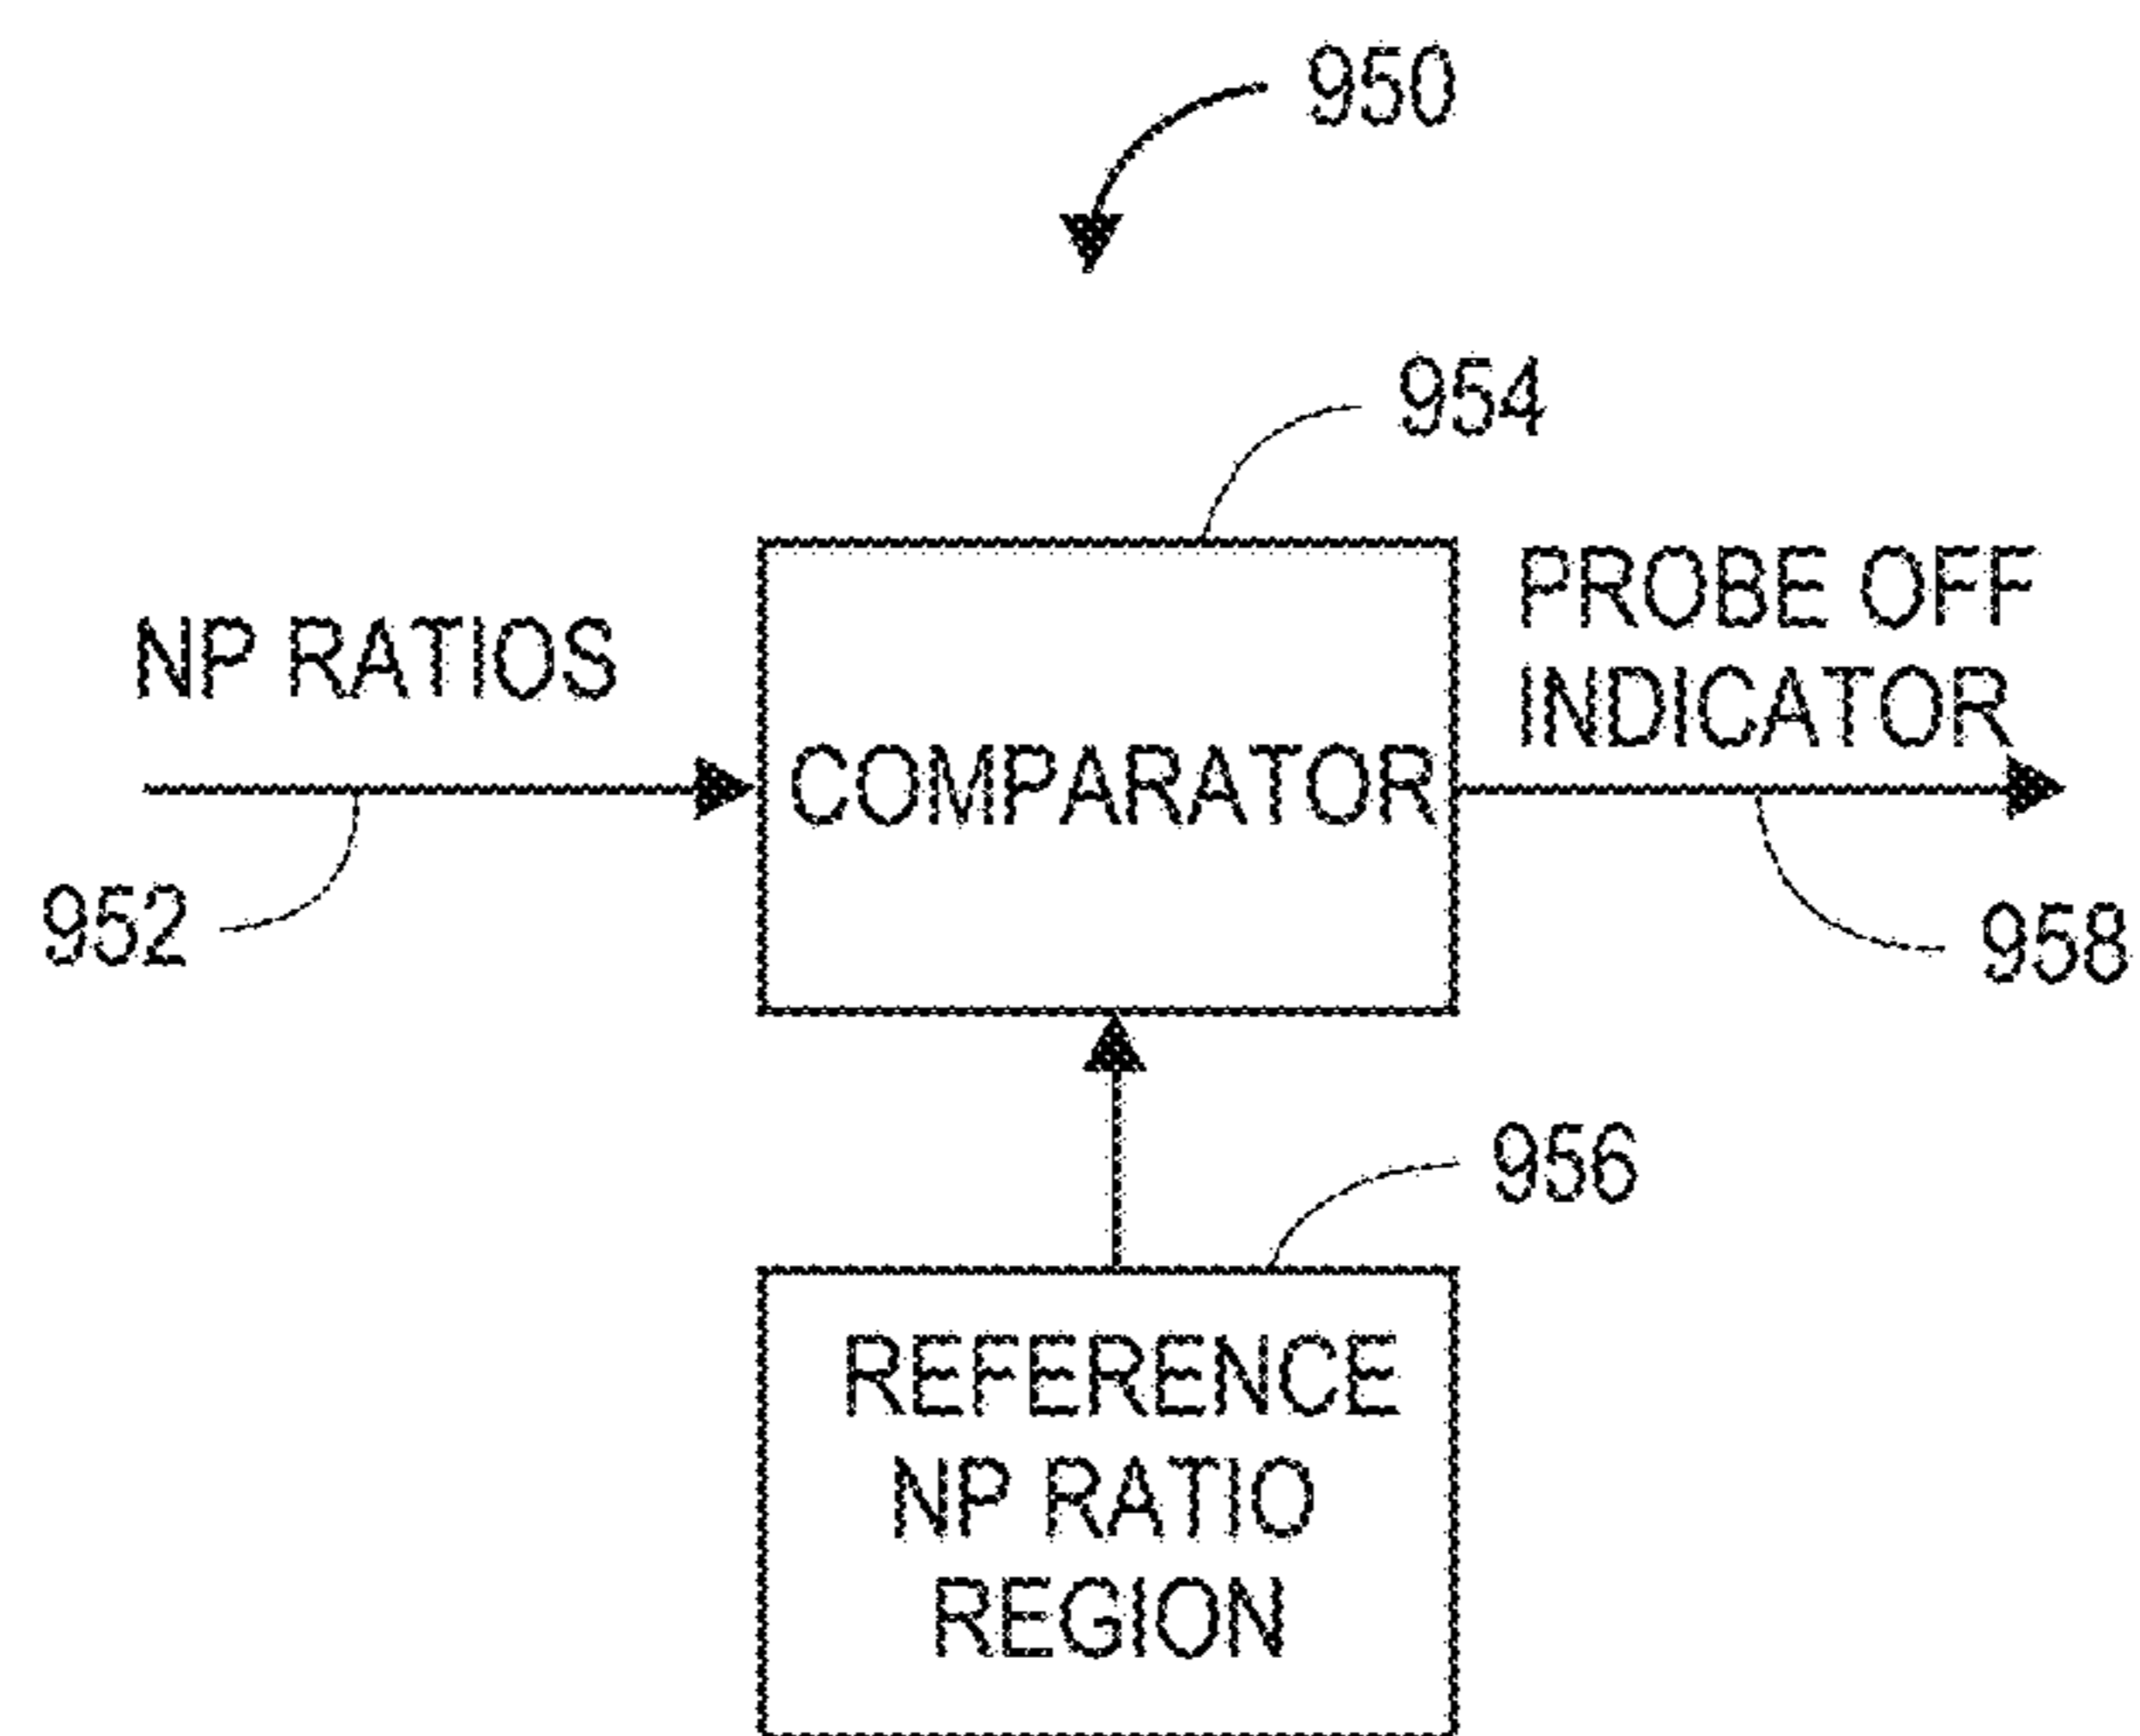 950
954
NP RATIOS
PROBE OFF
INDICATOR
COMPARATOR
952
958
956
REFERENCE
NP RATIO
REGION